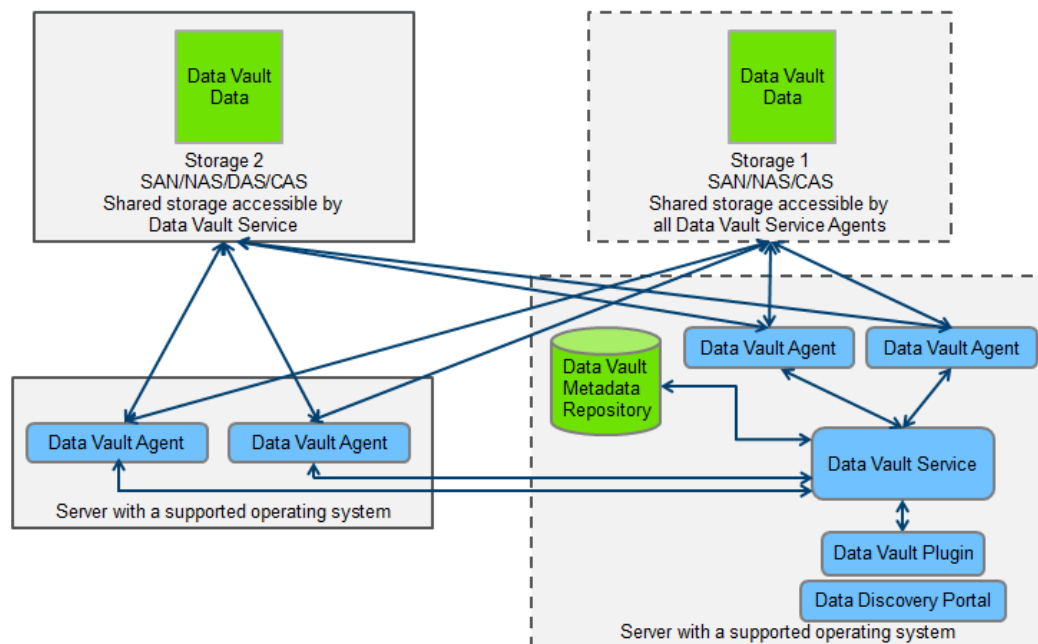 Data Vault
Data
Storage 2
SAN/NAS/DAS/CAS
Shared storage accessible by
Data Vault Service
Data Vault
Data
Storage 1
SAN/NAS/CAS
Shared storage accessible by
all Data Vault Service Agents
Data Vault Agent
Data Vault Agent
Data Vault
Metadata
Repository
Data Vault Agent
Data Vault Agent
Server with a supported operating system
Data Vault Service
Data Vault Plugin
Data Discovery Portal
Server with a supported operating system